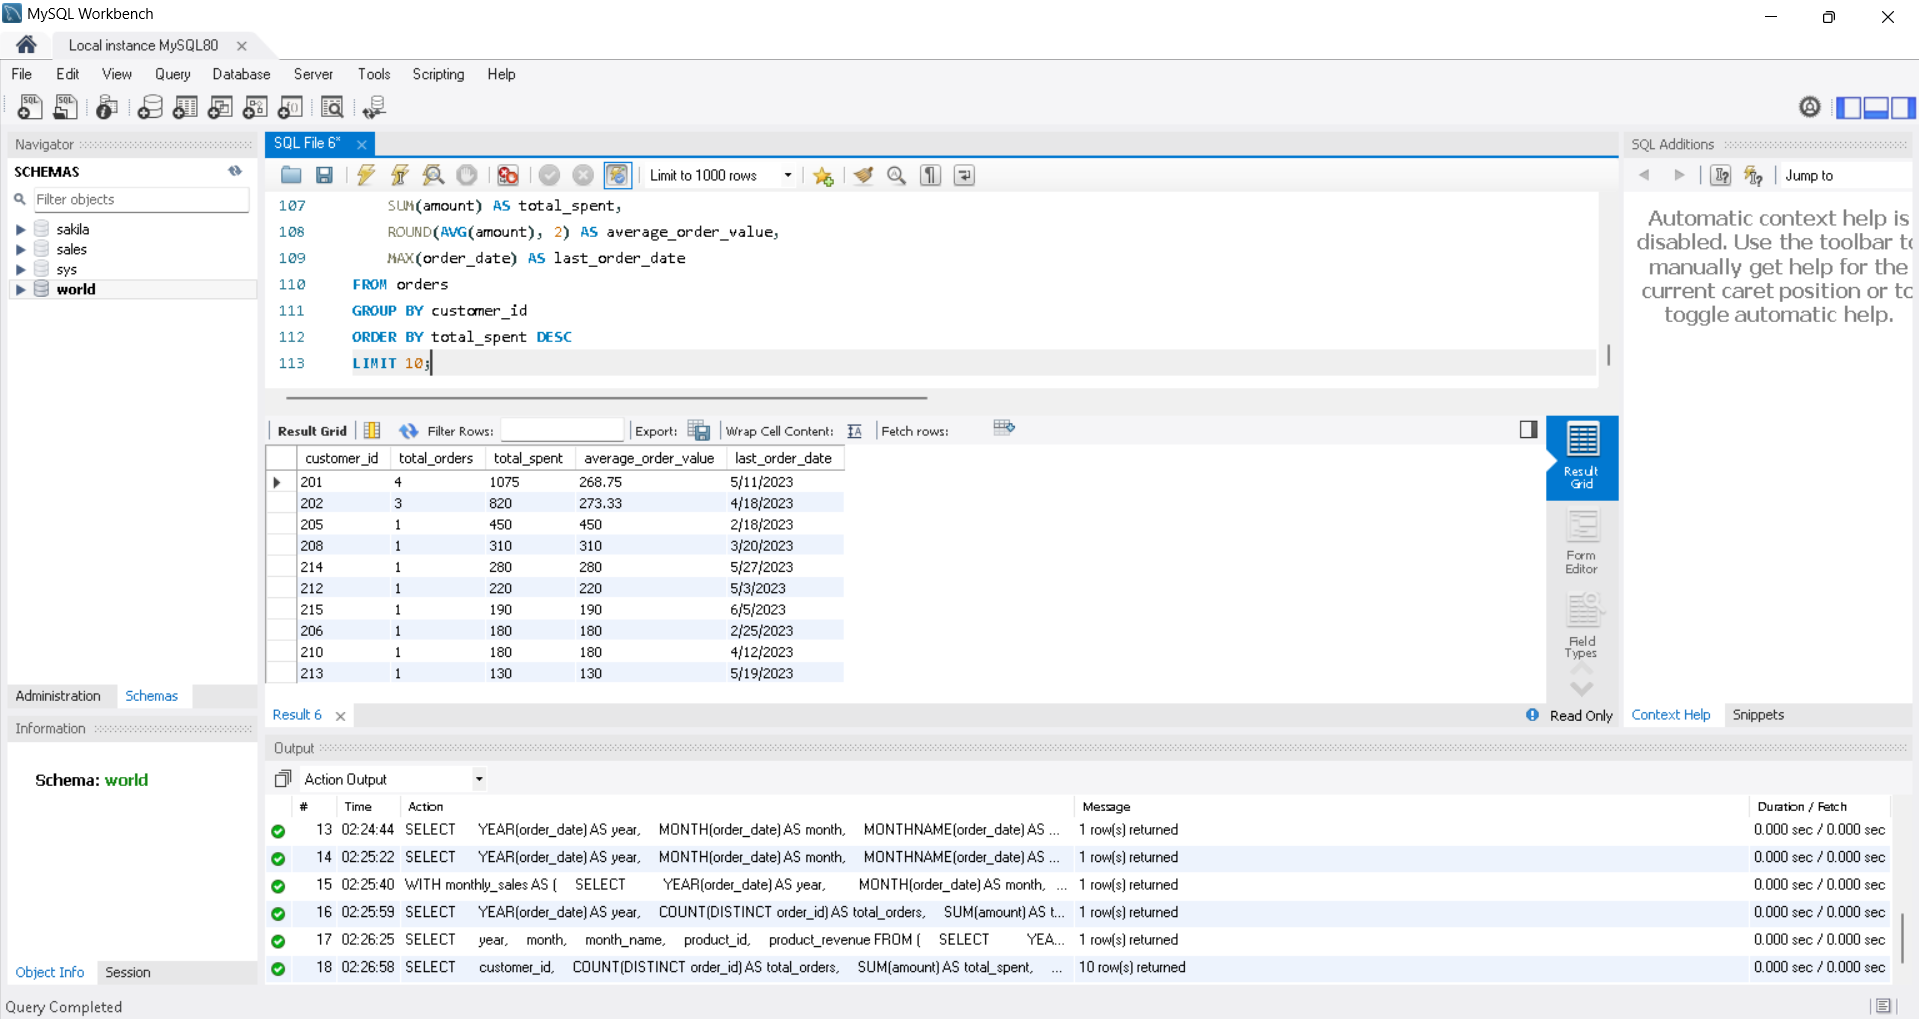 MySQL Workbench
Local instance MySQL80
File Edit View Query Database Server Tools Scripting Help
Navigator
SCHEMAS
Filter objects
sakila
sales
sys
world
Administration Schemas
Information
Schema: world
Object Info Session
Query Completed
SQL File 6*
Limit to 1000 rows
107 SUM(amount) AS total_spent,
108 ROUND(AVG(amount), 2) AS average_order_value,
109 MAX(order_date) AS last_order_date
110 FROM orders
111 GROUP BY customer_id
112 ORDER BY total_spent DESC
113 LIMIT 10;
Result Grid Filter Rows: Export: Wrap Cell Content: Fetch rows:
customer_id total_orders total_spent average_order_value last_order_date
201 4 1075 268.75 5/11/2023
202 3 820 273.33 4/18/2023
205 1 450 450 2/18/2023
208 1 310 310 3/20/2023
214 1 280 280 5/27/2023
212 1 220 220 5/3/2023
215 1 190 190 6/5/2023
206 1 180 180 2/25/2023
210 1 180 180 4/12/2023
213 1 130 130 5/19/2023
Result
Grid
Form
Editor
Field
Types
Result 6
Read Only
SQL Additions
Jump to
Automatic context help is
disabled. Use the toolbar to
manually get help for the
current caret position or to
toggle automatic help.
Context Help Snippets
Output
Action Output
# Time Action Message Duration / Fetch
13 02:24:44 SELECT YEAR(order_date) AS year, MONTH(order_date) AS month, MONTHNAME(order_date) AS ... 1 row(s) returned 0.000 sec / 0.000 sec
14 02:25:22 SELECT YEAR(order_date) AS year, MONTH(order_date) AS month, MONTHNAME(order_date) AS ... 1 row(s) returned 0.000 sec / 0.000 sec
15 02:25:40 WITH monthly_sales AS ( SELECT YEAR(order_date) AS year, MONTH(order_date) AS month, ... 1 row(s) returned 0.000 sec / 0.000 sec
16 02:25:59 SELECT YEAR(order_date) AS year, COUNT(DISTINCT order_id) AS total_orders, SUM(amount) AS t... 1 row(s) returned 0.000 sec / 0.000 sec
17 02:26:25 SELECT year, month, month_name, product_id, product_revenue FROM ( SELECT YEA... 1 row(s) returned 0.000 sec / 0.000 sec
18 02:26:58 SELECT customer_id, COUNT(DISTINCT order_id) AS total_orders, SUM(amount) AS total_spent, ... 10 row(s) returned 0.000 sec / 0.000 sec